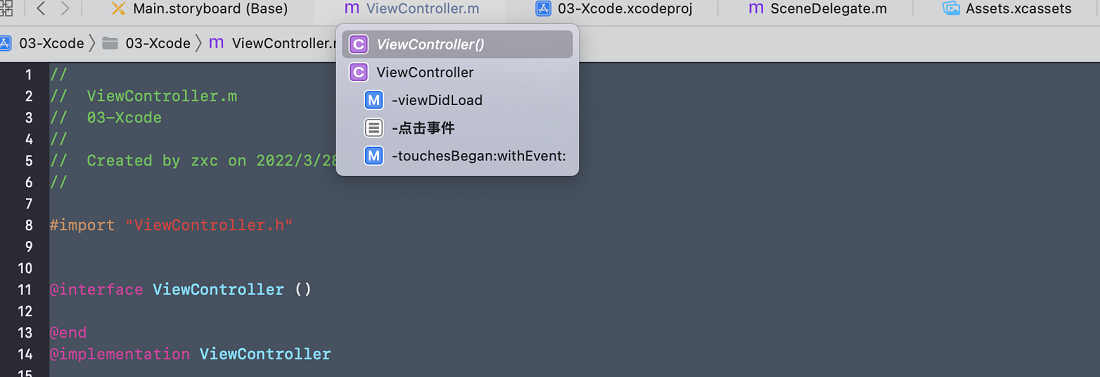 Main.storyboard (Base) ViewController.m 03-Xcode.xcodeproj SceneDelegate.m Assets.xcassets
03-Xcode 03-Xcode ViewController.
ViewController()
ViewController
-viewDidLoad
-点击事件
-touchesBegan:withEvent:
1 //
2 // ViewController.m
3 // 03-Xcode
4 //
5 // Created by zxc on 2022/3/28
6 //
7
8 #import "ViewController.h"
9
10
11 @interface ViewController ()
12
13 @end
14 @implementation ViewController
15